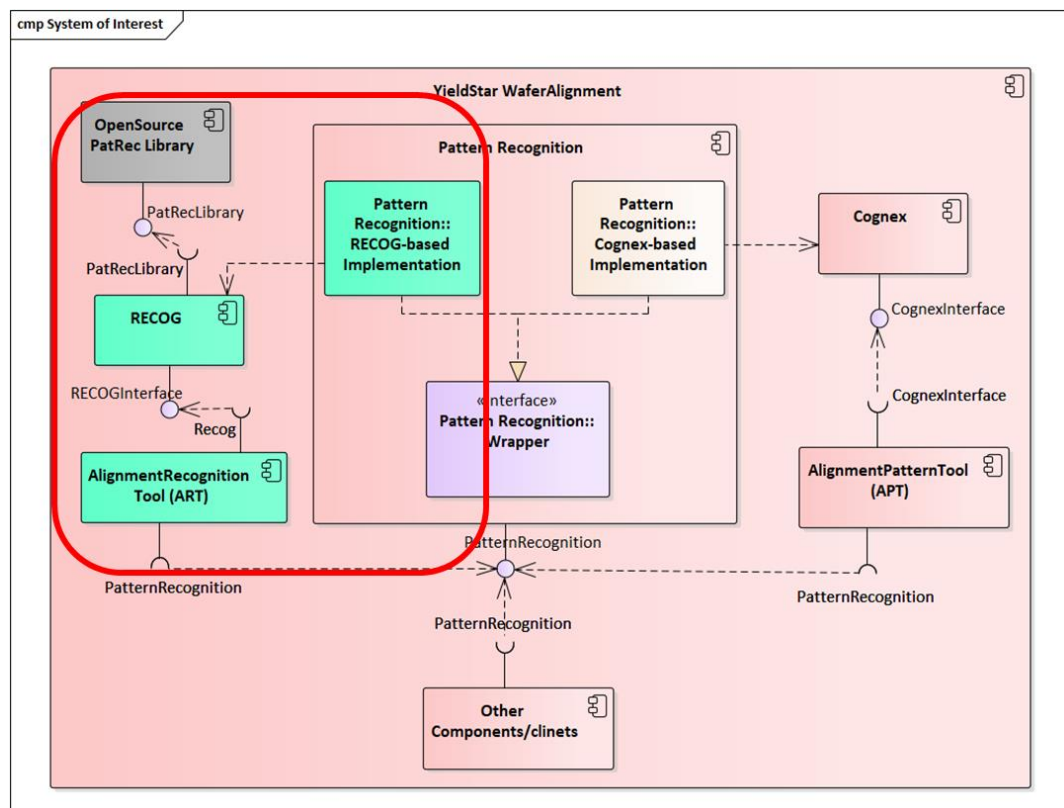 cmp System of Interest
YieldStar WaferAlignment
OpenSource
PatRec Library
PatRecLibrary
PatRecLibrary
RECOG
RECOGInterface
Recog
AlignmentRecognition
Tool (ART)
PatternRecognition
Pattern Recognition
Pattern
Recognition::
RECOG-based
Implementation
Pattern
Recognition::
Cognex-based
Implementation
«interface»
Pattern Recognition::
Wrapper
PatternRecognition
PatternRecognition
Other
Components/clinets
Cognex
CognexInterface
CognexInterface
AlignmentPatternTool
(APT)
PatternRecognition